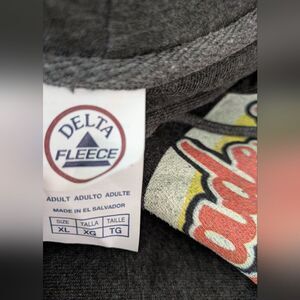 DELTA
FLEECE
ADULT ADULTO ADULTE
MADE IN EL SALVADOR
SIZE TALLA TAILLE
XL XG TG